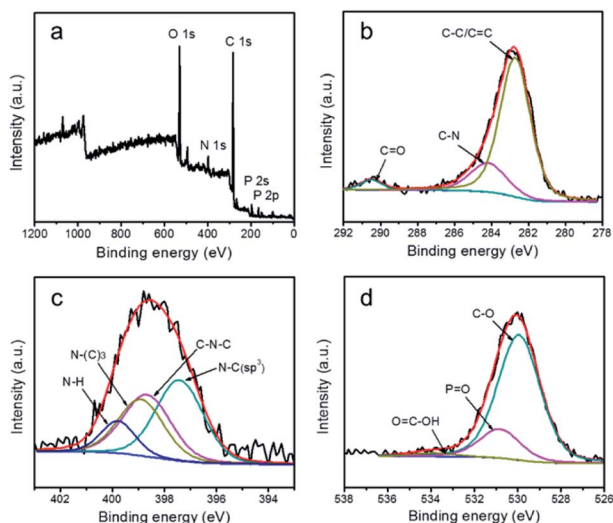 a
O 1s
C 1s
N 1s
P 2s
P 2p
Intensity (a.u.)
1200 1000 800 600 400 200 0
Binding energy (eV)
b
C-C/C=C
C-N
C=O
Intensity (a.u.)
292 290 288 286 284 282 280 278
Binding energy (eV)
c
N-(C)3
C-N-C
N-H
N-C(sp3)
Intensity (a.u.)
402 400 398 396 394
Binding energy (eV)
d
C-O
P=O
O=C-OH
Intensity (a.u.)
538 536 534 532 530 528 526
Binding energy (eV)